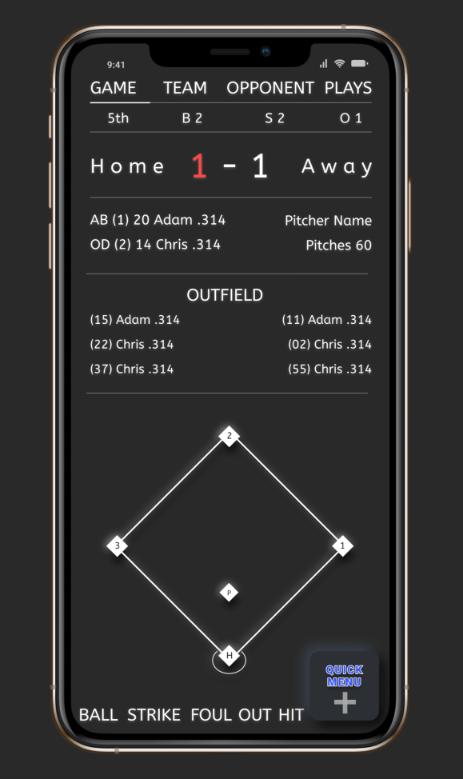 9:41
GAME TEAM OPPONENT PLAYS
5th B 2 S 2 O 1
Home 1 - 1 Away
AB (1) 20 Adam .314 Pitcher Name
OD (2) 14 Chris .314 Pitches 60
OUTFIELD
(15) Adam .314 (11) Adam .314
(22) Chris .314 (02) Chris .314
(37) Chris .314 (55) Chris .314
2
3 1
P
H
QUICK
MENU
+
BALL STRIKE FOUL OUT HIT